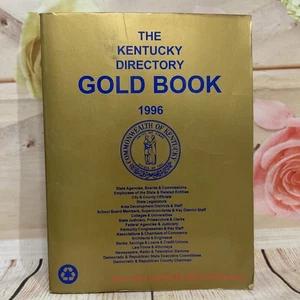 THE
KENTUCKY
DIRECTORY
GOLD BOOK
1996
COMMONWEALTH OF KENTUCKY
State Agencies, Boards & Commissions
Employees of the State & Related Entities
City & County Officials
State Legislators
Area Development Districts & Staff
School Board Members, Superintendents & Key District Staff
Colleges & Universities
State Judiciary, Prosecutors & Clerks
Federal Agencies & Judiciary
Kentucky Congressmen & Key Staff
Associations & Chambers of Commerce
Architects & Engineers
Banks, Savings & Loans & Credit Unions
Law Firms & Attorneys
Newspapers, Radio & Television Stations
Democratic & Republican State Executive Committees
Democratic & Republican County Chairmen